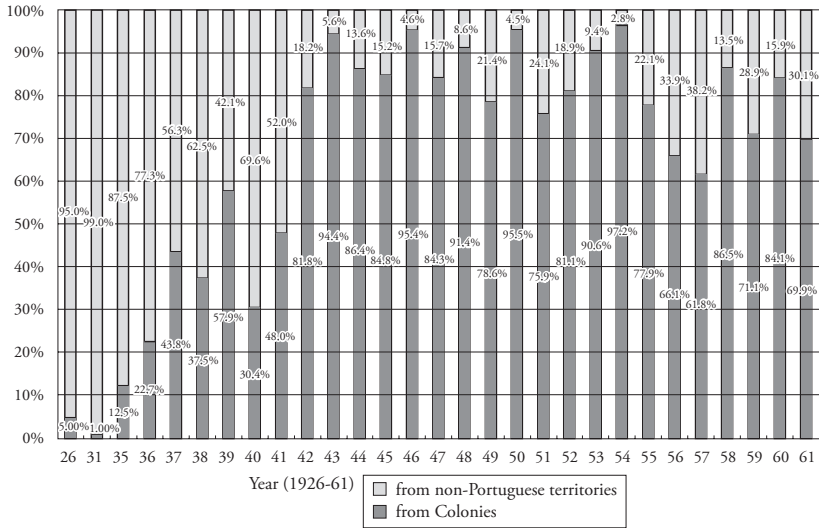 100%
90%
80%
70%
60%
50%
40%
30%
20%
10%
0%
95.0% 99.0% 87.5% 77.3% 56.3% 62.5% 42.1% 69.6% 52.0% 18.2% 5.6% 13.6% 15.2% 4.6% 15.7% 8.6% 21.4% 4.5% 24.1% 18.9% 9.4% 2.8% 22.1% 33.9% 38.2% 13.5% 28.9% 15.9% 30.1%
5.00% 1.00% 12.5% 22.7% 43.8% 37.5% 57.9% 30.4% 48.0% 81.8% 94.4% 86.4% 84.8% 95.4% 84.3% 91.4% 78.6% 95.5% 75.9% 81.1% 90.6% 97.2% 77.9% 66.1% 61.8% 86.5% 71.1% 84.1% 69.9%
26 31 35 36 37 38 39 40 41 42 43 44 45 46 47 48 49 50 51 52 53 54 55 56 57 58 59 60 61
Year (1926-61)
from non-Portuguese territories
from Colonies